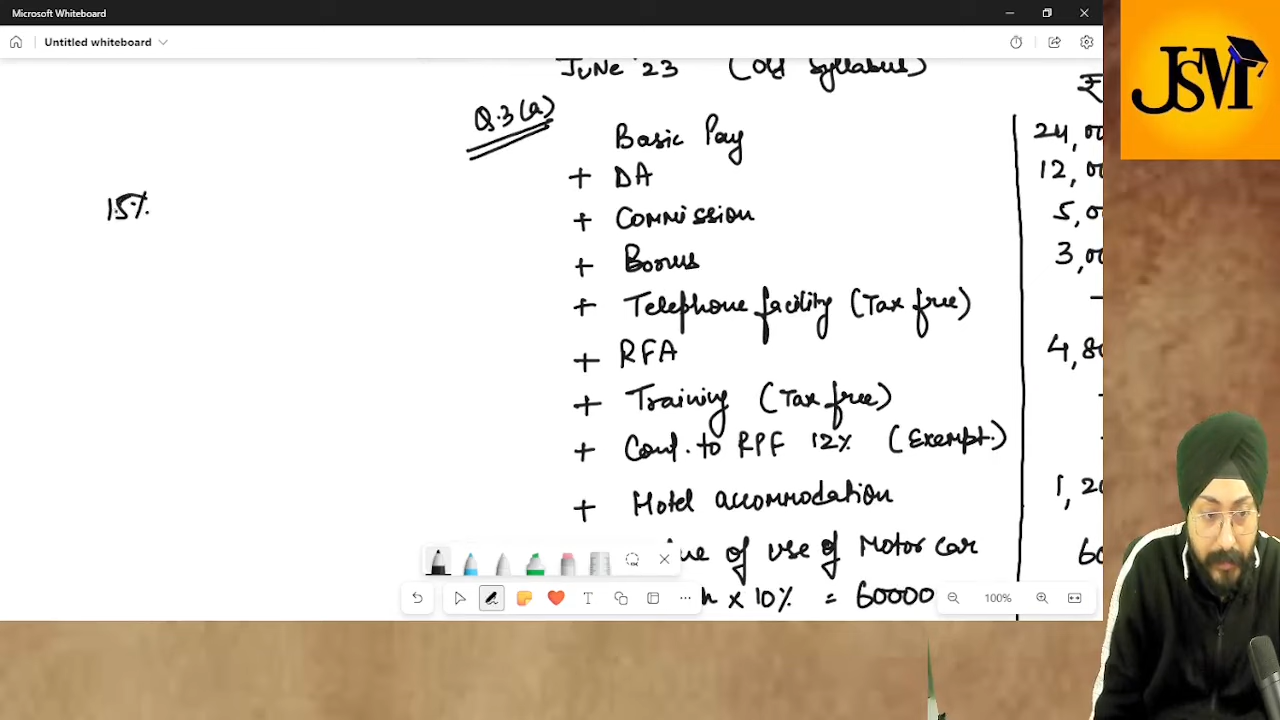 Microsoft Whiteboard
Untitled whiteboard
JUNE '23 (Old Syllabus)
₹
Q.3(a)
Basic Pay 24,00
+ DA 12,00
15%
+ Commission 5,00
+ Bonus 3,00
+ Telephone facility (Tax free) -
+ RFA 4,80
+ Training (Tax free) -
+ Cont. to RPF 12% (Exempt.) -
+ Hotel accommodation 1,20
of use of Motor car 60
x 10% = 60000
100%
JSM